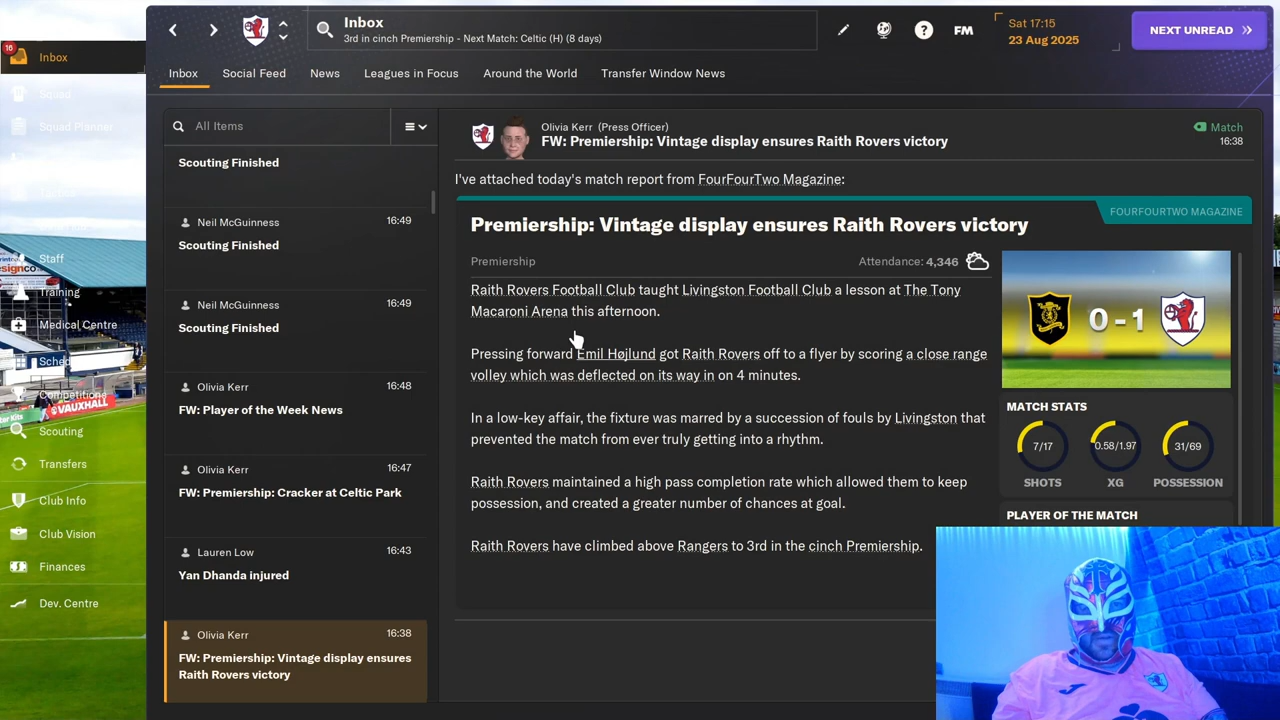 Inbox
3rd in cinch Premiership - Next Match: Celtic (H) (8 days)
?
FM
Sat 17:15
23 Aug 2025
NEXT UNREAD
16
Inbox
Squad
Squad Planner
Staff
Training
Medical Centre
Sched
Competitions
Scouting
Transfers
Club Info
Club Vision
Finances
Dev. Centre
VAUXHALL
Inbox Social Feed News Leagues in Focus Around the World Transfer Window News
All Items
Scouting Finished
Neil McGuinness 16:49
Scouting Finished
Neil McGuinness 16:49
Scouting Finished
Olivia Kerr 16:48
FW: Player of the Week News
Olivia Kerr 16:47
FW: Premiership: Cracker at Celtic Park
Lauren Low 16:43
Yan Dhanda injured
Olivia Kerr 16:38
FW: Premiership: Vintage display ensures
Raith Rovers victory
Olivia Kerr (Press Officer)
FW: Premiership: Vintage display ensures Raith Rovers victory
Match
16:38
I've attached today's match report from FourFourTwo Magazine:
FOURFOURTWO MAGAZINE
Premiership: Vintage display ensures Raith Rovers victory
Premiership Attendance: 4,346
Raith Rovers Football Club taught Livingston Football Club a lesson at The Tony
Macaroni Arena this afternoon.
Pressing forward Emil Højlund got Raith Rovers off to a flyer by scoring a close range
volley which was deflected on its way in on 4 minutes.
In a low-key affair, the fixture was marred by a succession of fouls by Livingston that
prevented the match from ever truly getting into a rhythm.
Raith Rovers maintained a high pass completion rate which allowed them to keep
possession, and created a greater number of chances at goal.
Raith Rovers have climbed above Rangers to 3rd in the cinch Premiership.
0 - 1
MATCH STATS
7/17 0.58/1.97 31/69
SHOTS XG POSSESSION
PLAYER OF THE MATCH